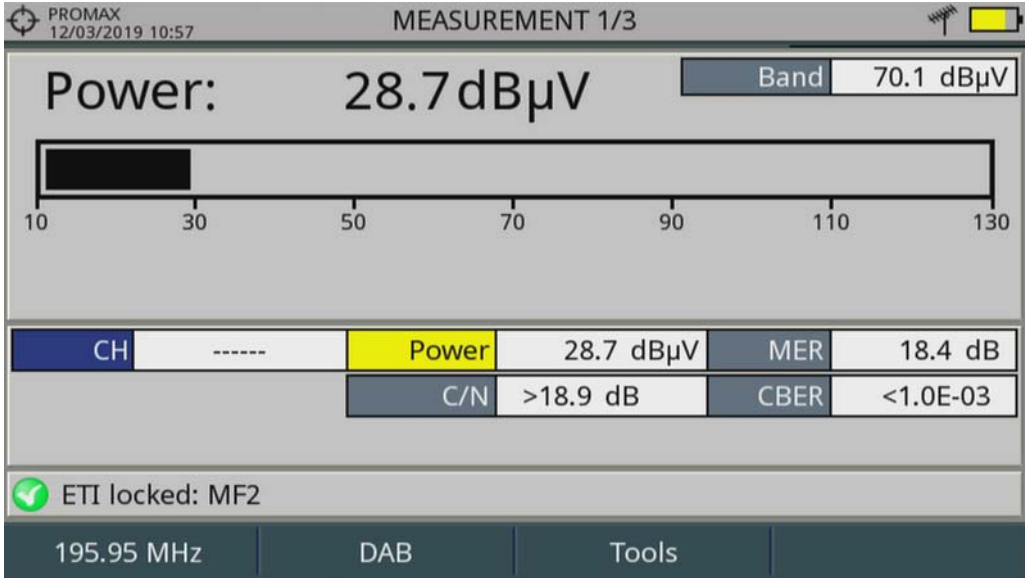 PROMAX
12/03/2019 10:57
MEASUREMENT 1/3
Power: 28.7 dBµV
Band 70.1 dBµV
10 30 50 70 90 110 130
CH ------ Power 28.7 dBµV MER 18.4 dB
C/N >18.9 dB CBER <1.0E-03
ETI locked: MF2
195.95 MHz DAB Tools